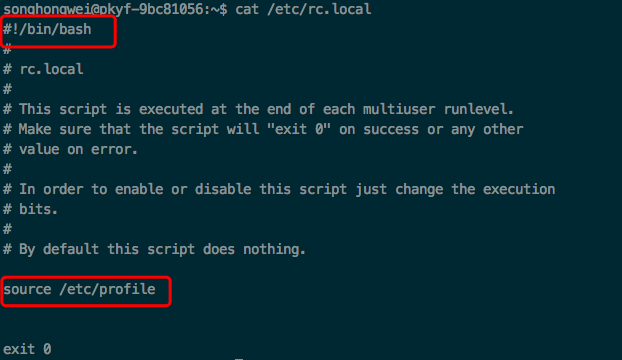 songhongwei@pkyf-9bc81056:~$ cat /etc/rc.local
#!/bin/bash
#
# rc.local
#
# This script is executed at the end of each multiuser runlevel.
# Make sure that the script will "exit 0" on success or any other
# value on error.
#
# In order to enable or disable this script just change the execution
# bits.
#
# By default this script does nothing.
source /etc/profile
exit 0